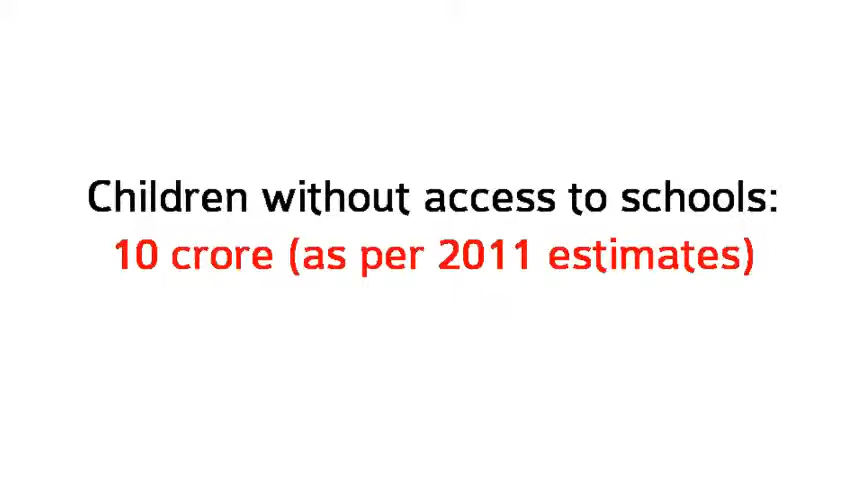 Children without access to schools:
10 crore (as per 2011 estimates)